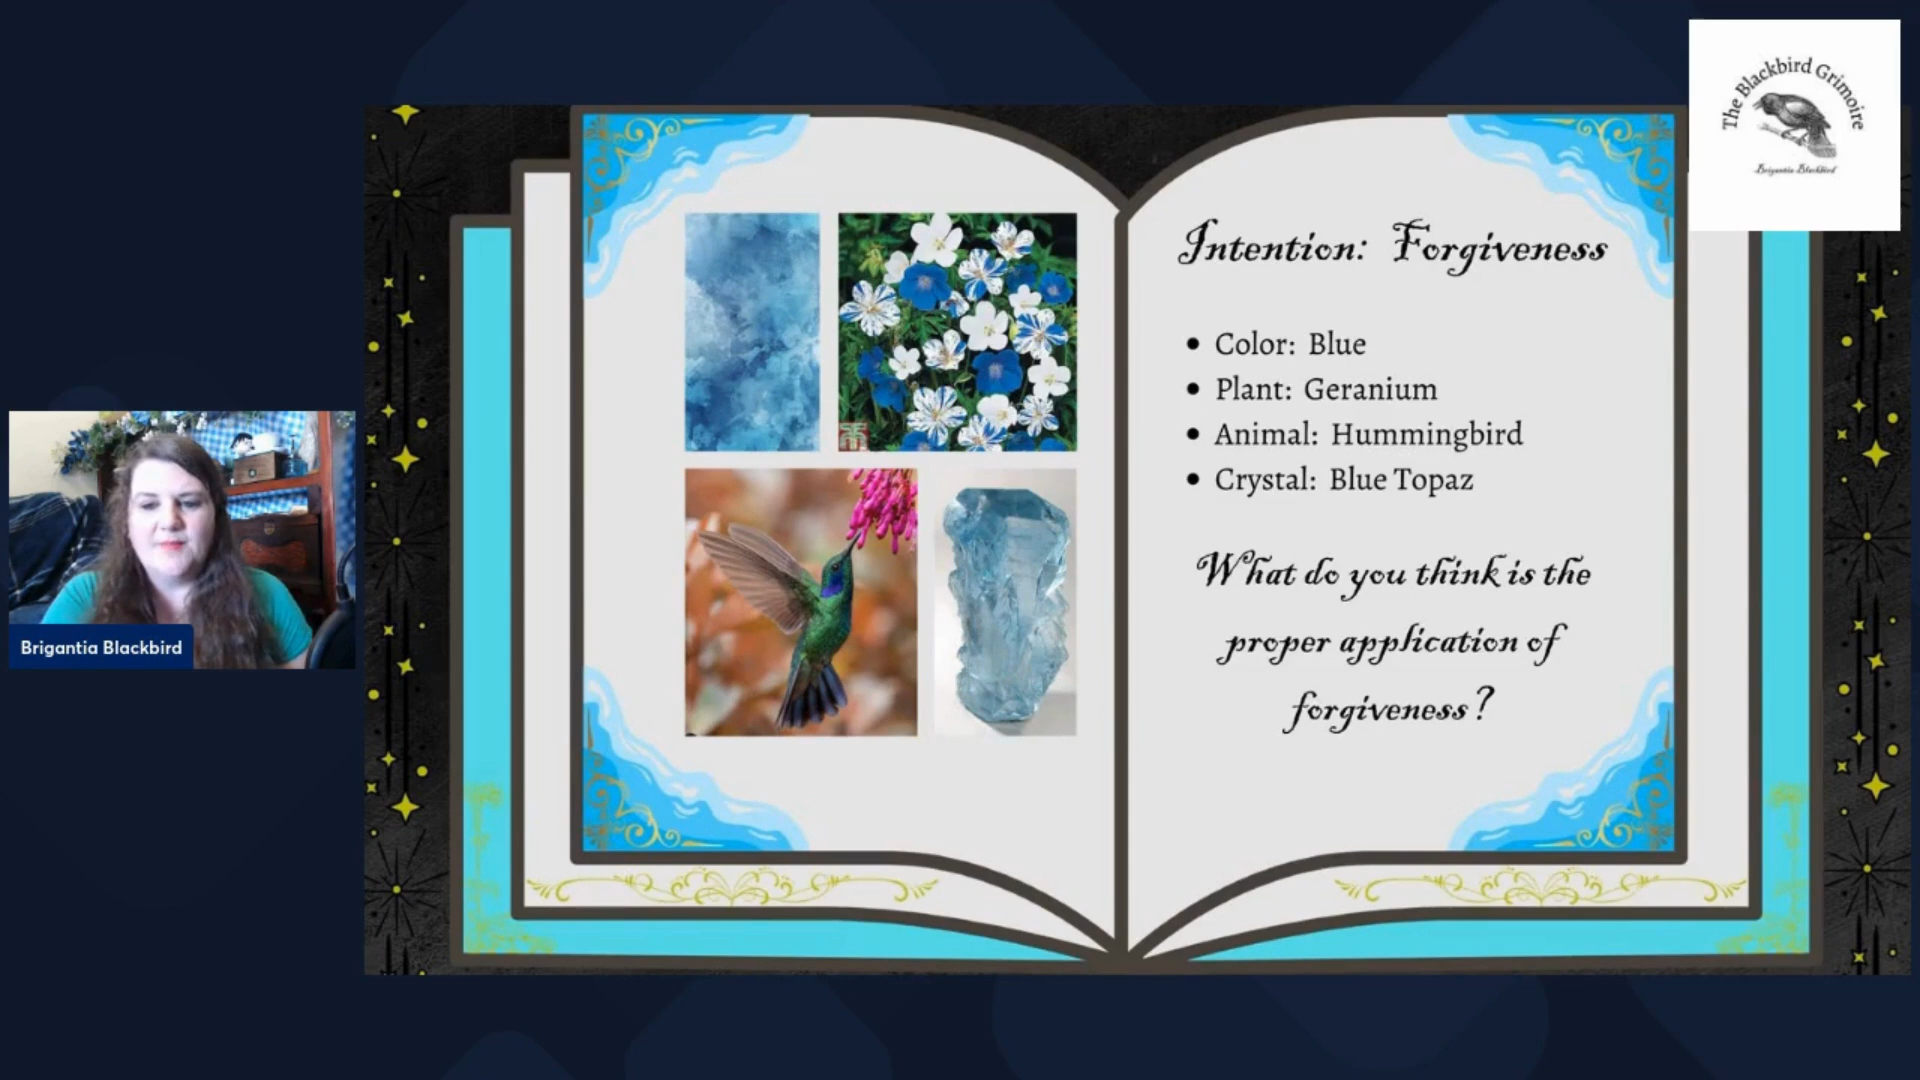 The Blackbird Grimoire
Brigantia Blackbird
Intention: Forgiveness
• Color: Blue
• Plant: Geranium
• Animal: Hummingbird
• Crystal: Blue Topaz
What do you think is the
proper application of
forgiveness?
Brigantia Blackbird